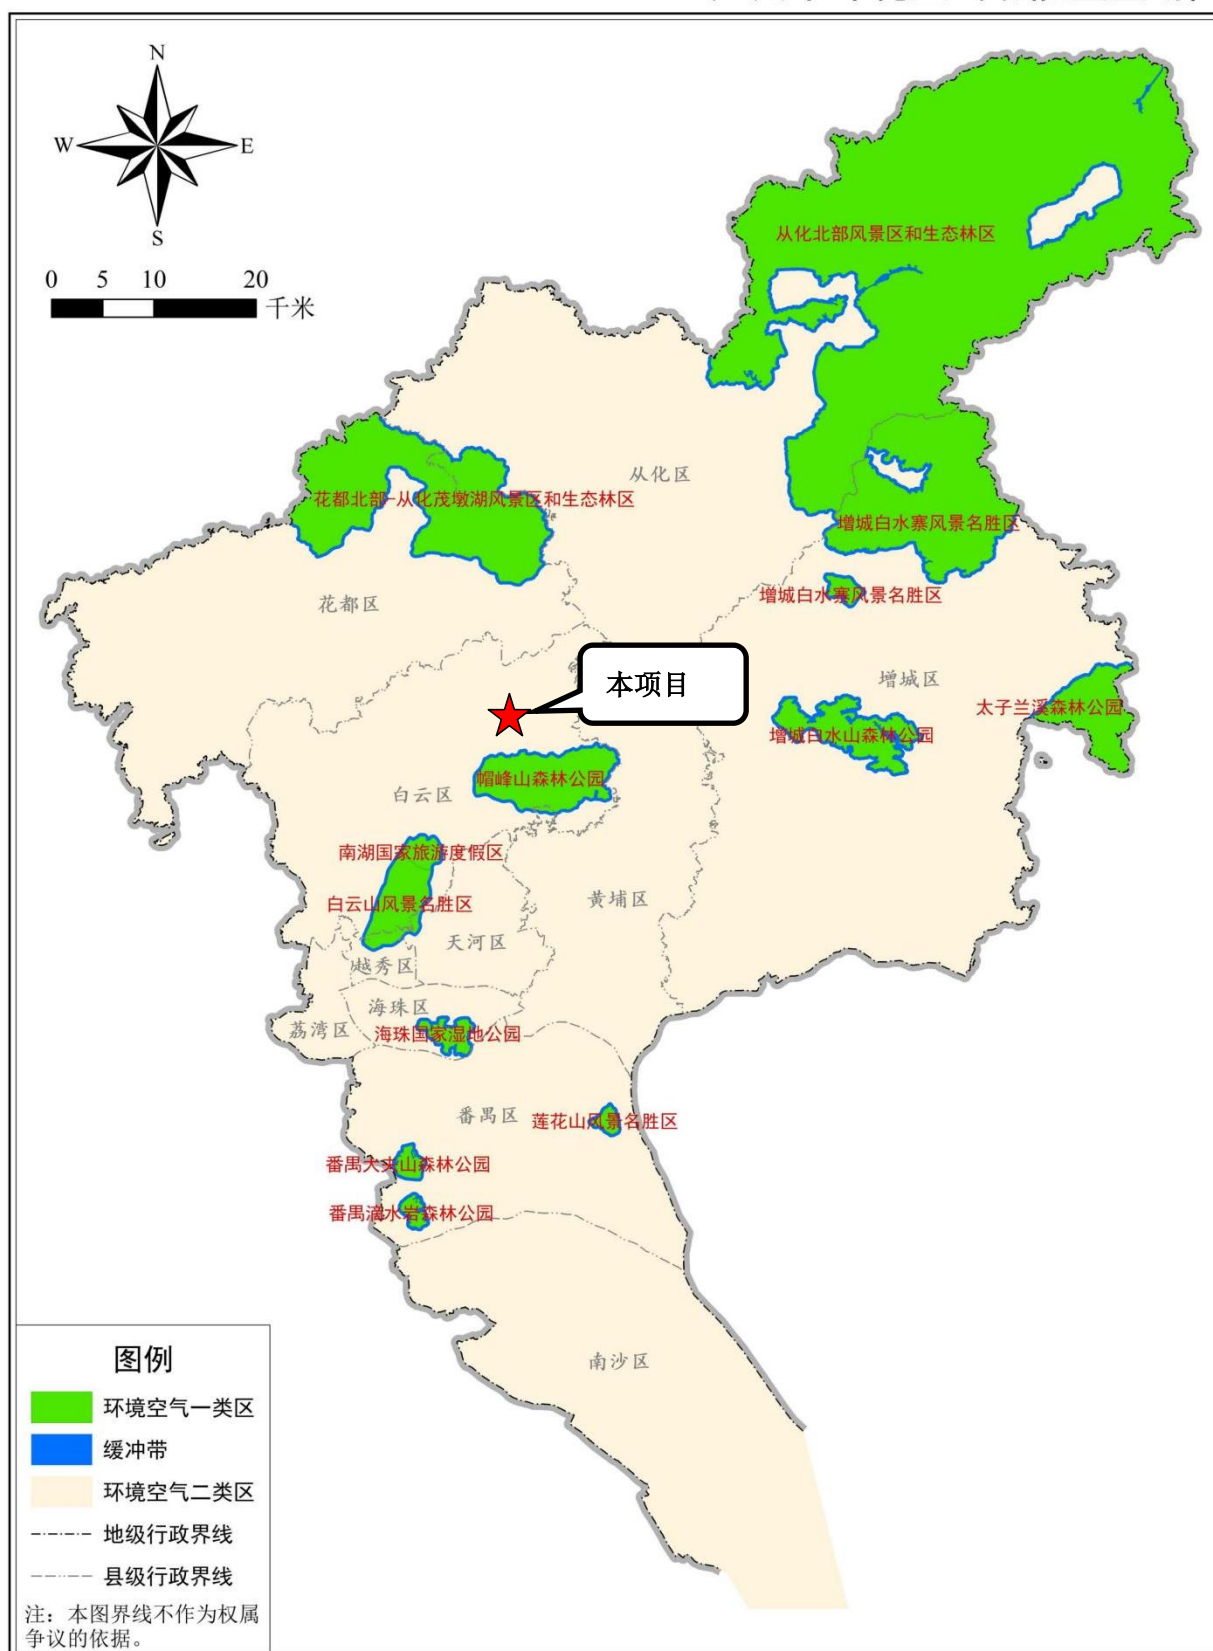 N
W
E
S
0 5 10 20
千米
从化北部风景区和生态林区
从化区
花都北部-从化茂墩湖风景区和生态林区
增城白水寨风景名胜区
增城白水寨风景名胜区
花都区
本项目
增城区
太子兰溪森林公园
增城白水山森林公园
帽峰山森林公园
白云区
南湖国家旅游度假区
白云山风景名胜区
黄埔区
天河区
越秀区
海珠区
荔湾区
海珠国家湿地公园
番禺区
莲花山风景名胜区
番禺大夫山森林公园
番禺滴水岩森林公园
南沙区
图例
环境空气一类区
缓冲带
环境空气二类区
地级行政界线
县级行政界线
注：本图界线不作为权属
争议的依据。